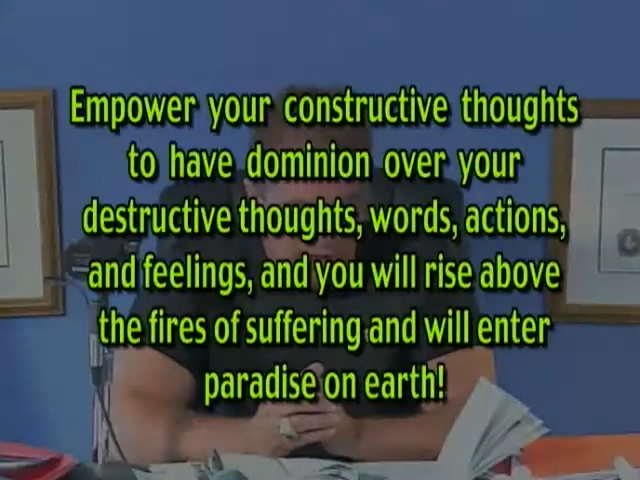 Empower your constructive thoughts
to have dominion over your
destructive thoughts, words, actions,
and feelings, and you will rise above
the fires of suffering and will enter
paradise on earth!